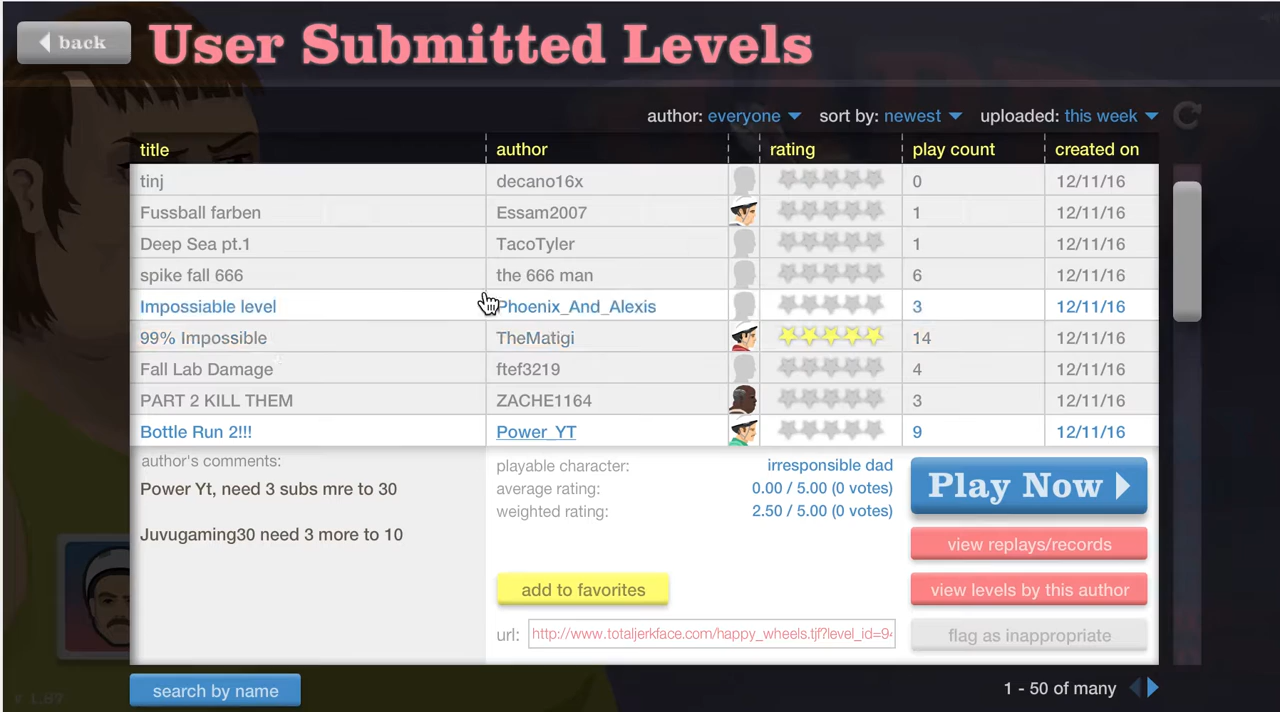 back
User Submitted Levels
author: everyone sort by: newest uploaded: this week
title author rating play count created on
tinj decano16x 0 12/11/16
Fussball farben Essam2007 1 12/11/16
Deep Sea pt.1 TacoTyler 1 12/11/16
spike fall 666 the 666 man 6 12/11/16
Impossiable level Phoenix_And_Alexis 3 12/11/16
99% Impossible TheMatigi 14 12/11/16
Fall Lab Damage ftef3219 4 12/11/16
PART 2 KILL THEM ZACHE1164 3 12/11/16
Bottle Run 2!!! Power_YT 9 12/11/16
author's comments:
Power Yt, need 3 subs mre to 30
Juvugaming30 need 3 more to 10
playable character: irresponsible dad
average rating: 0.00 / 5.00 (0 votes)
weighted rating: 2.50 / 5.00 (0 votes)
add to favorites
url: http://www.totaljerkface.com/happy_wheels.tjf?level_id=9
Play Now
view replays/records
view levels by this author
flag as inappropriate
search by name
1 - 50 of many
v 1.87